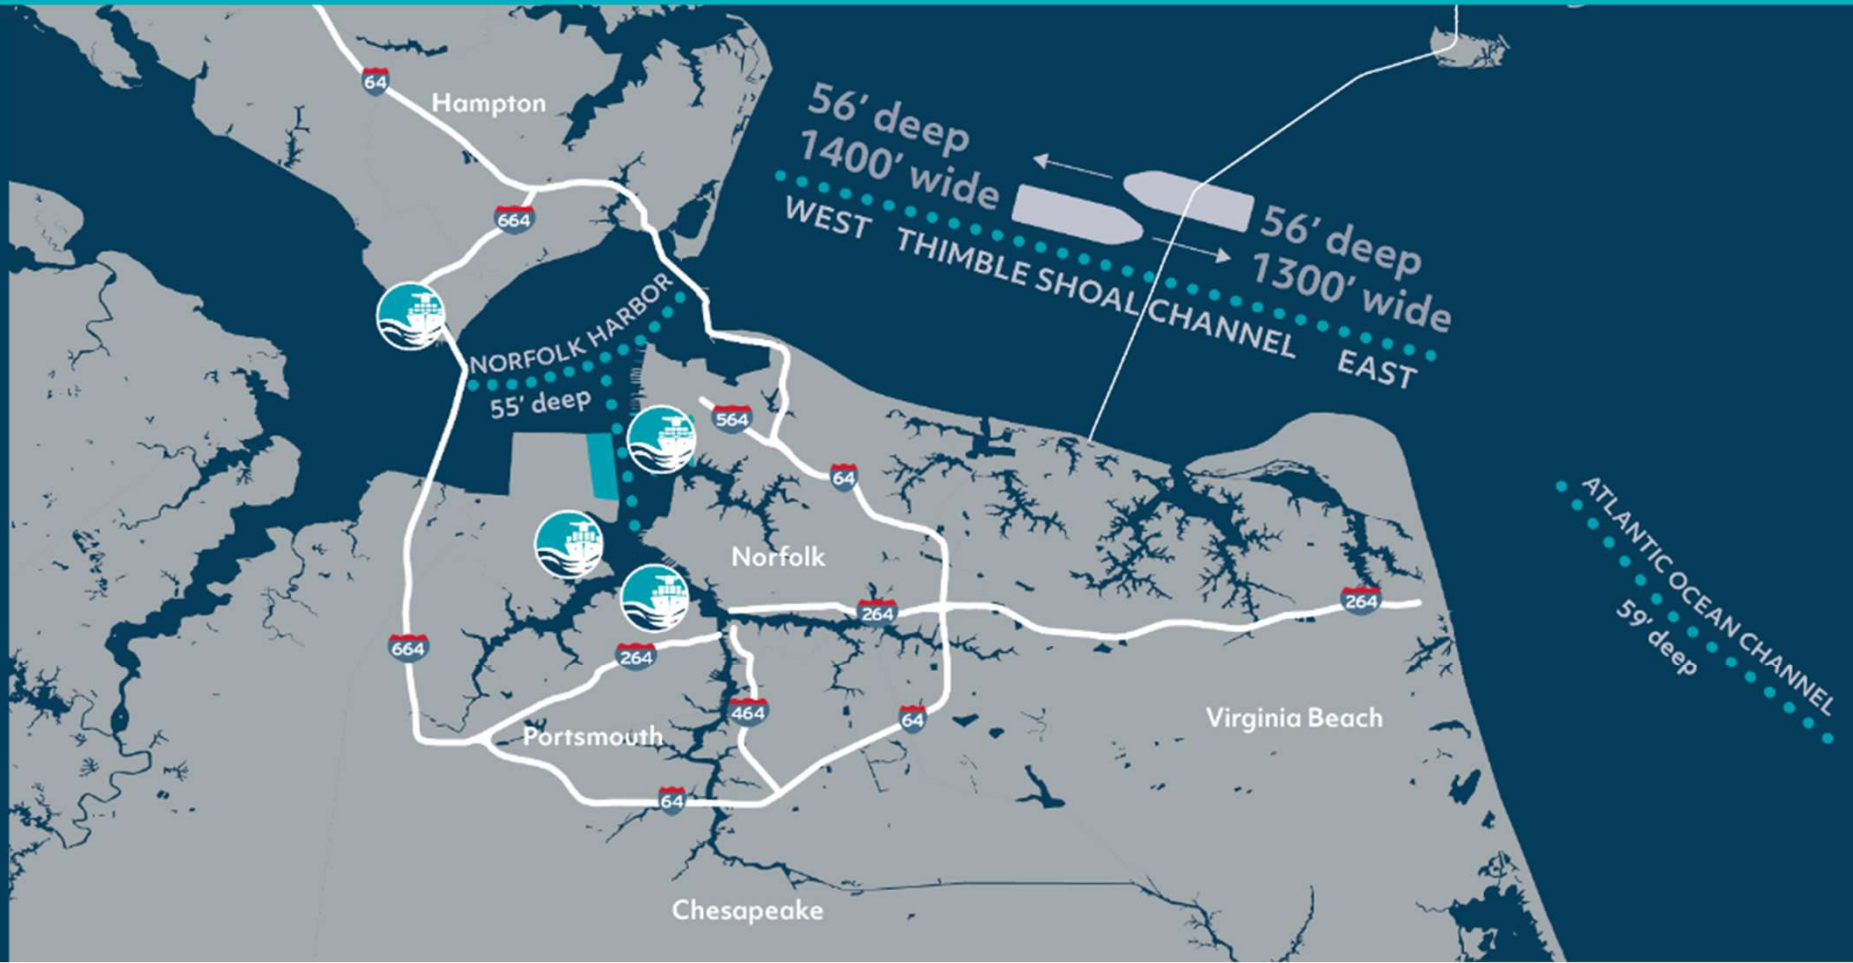 64
Hampton
56′ deep
1400′ wide
664
56′ deep
1300′ wide
WEST THIMBLE SHOAL CHANNEL EAST
NORFOLK HARBOR
55′ deep
564
64
ATLANTIC OCEAN CHANNEL
59′ deep
Norfolk
264
264
664
264
464
64
Portsmouth
Virginia Beach
64
Chesapeake